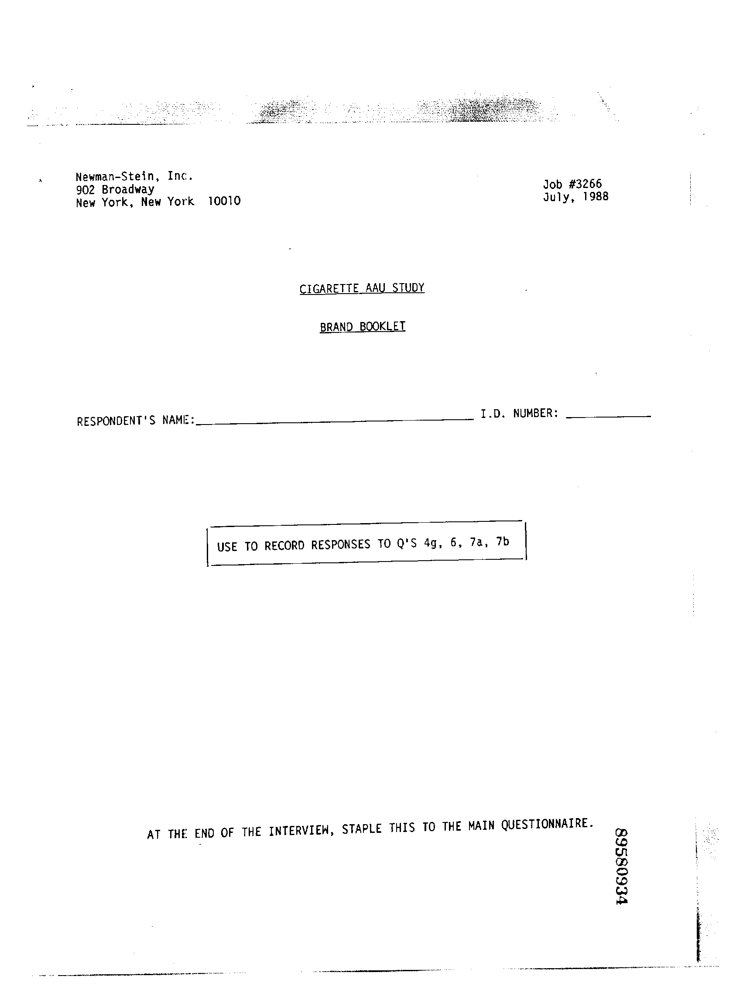 Newman-Stein, Inc.
902 Broadway
New York, New York 10010
Job #3266
July, 1988
CIGARETTE AAU STUDY
BRAND BOOKLET
RESPONDENT'S NAME:
I.D. NUMBER:
USE TO RECORD RESPONSES TO Q'S 4g, 6, 7a, 7b
AT THE END OF THE INTERVIEW, STAPLE THIS TO THE MAIN QUESTIONNAIRE.
89580934